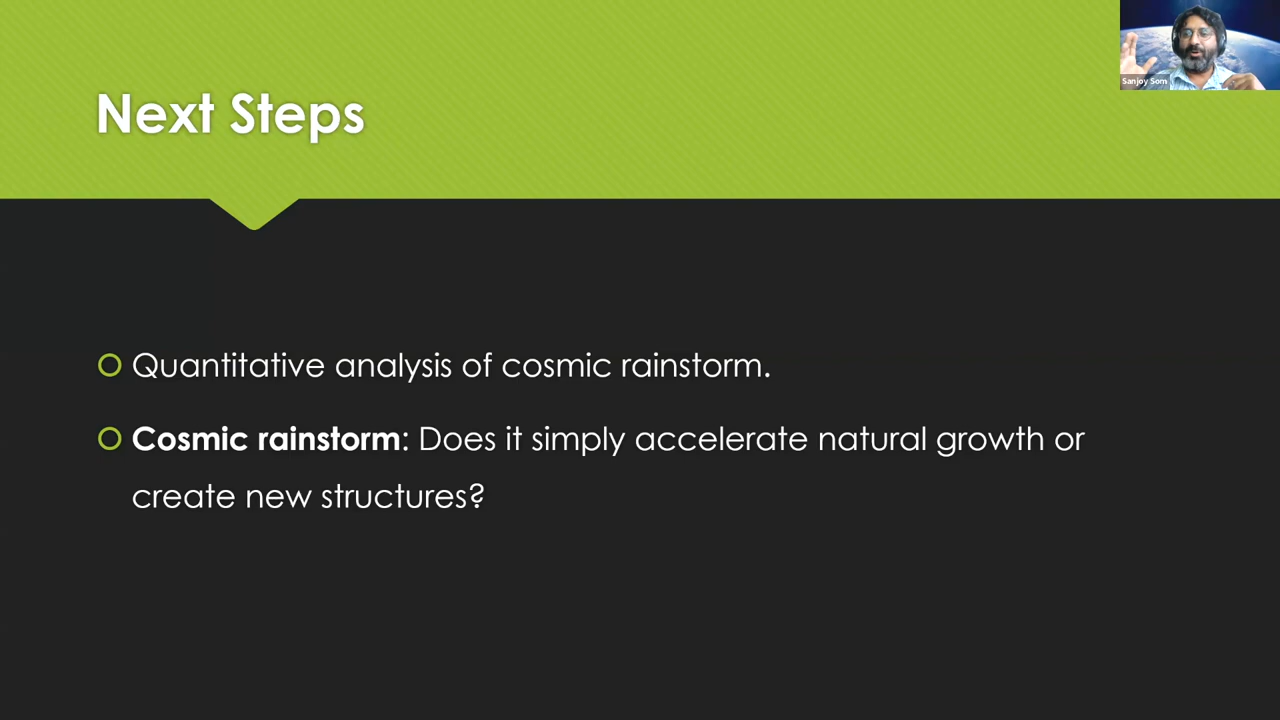 Sanjoy Som
Next Steps
Quantitative analysis of cosmic rainstorm.
Cosmic rainstorm: Does it simply accelerate natural growth or
create new structures?